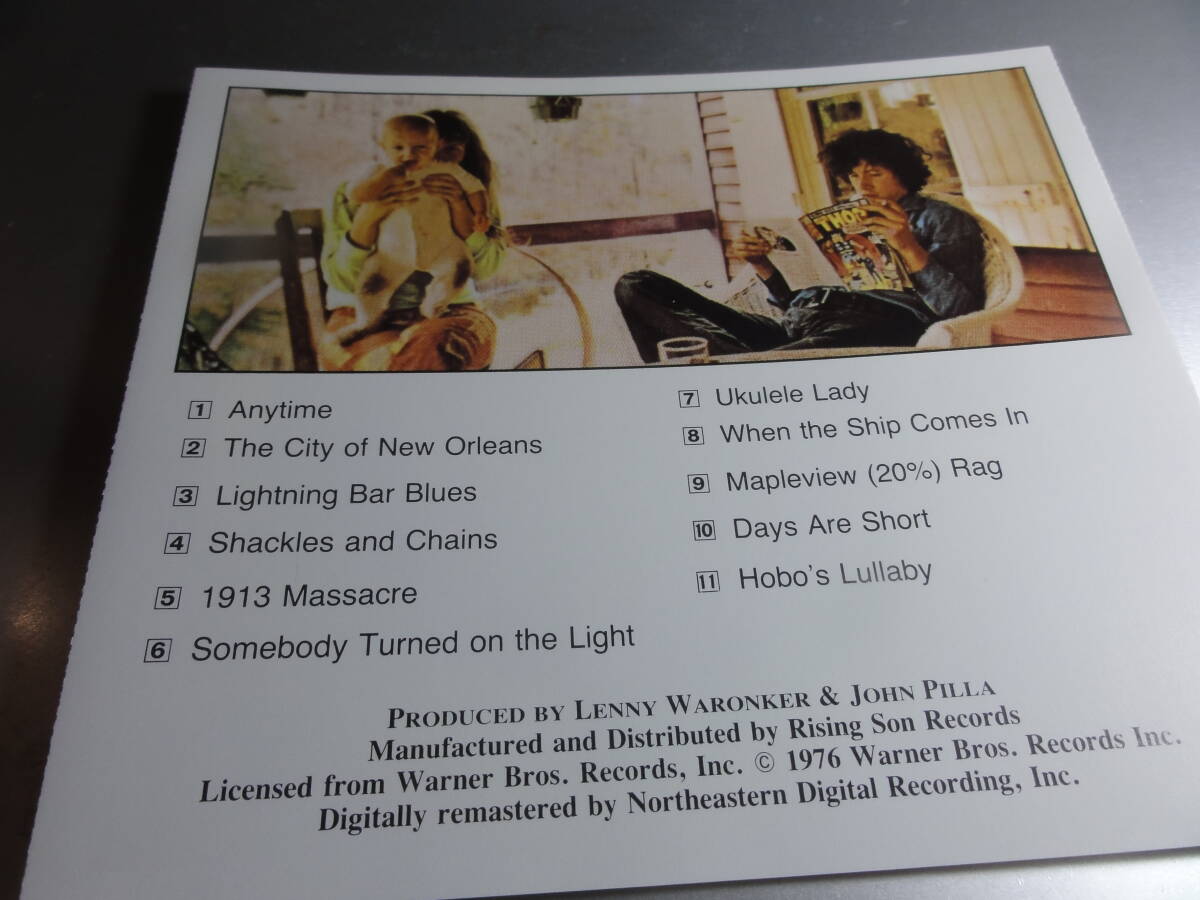 THOR
1 Anytime
2 The City of New Orleans
3 Lightning Bar Blues
4 Shackles and Chains
5 1913 Massacre
6 Somebody Turned on the Light
7 Ukulele Lady
8 When the Ship Comes In
9 Mapleview (20%) Rag
10 Days Are Short
11 Hobo's Lullaby
PRODUCED BY LENNY WARONKER & JOHN PILLA
Manufactured and Distributed by Rising Son Records
Licensed from Warner Bros. Records, Inc. © 1976 Warner Bros. Records Inc.
Digitally remastered by Northeastern Digital Recording, Inc.